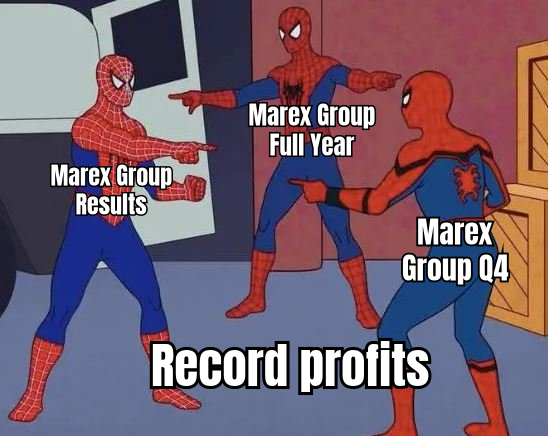 Marex Group
Full Year
Marex Group
Results
Marex
Group Q4
Record profits